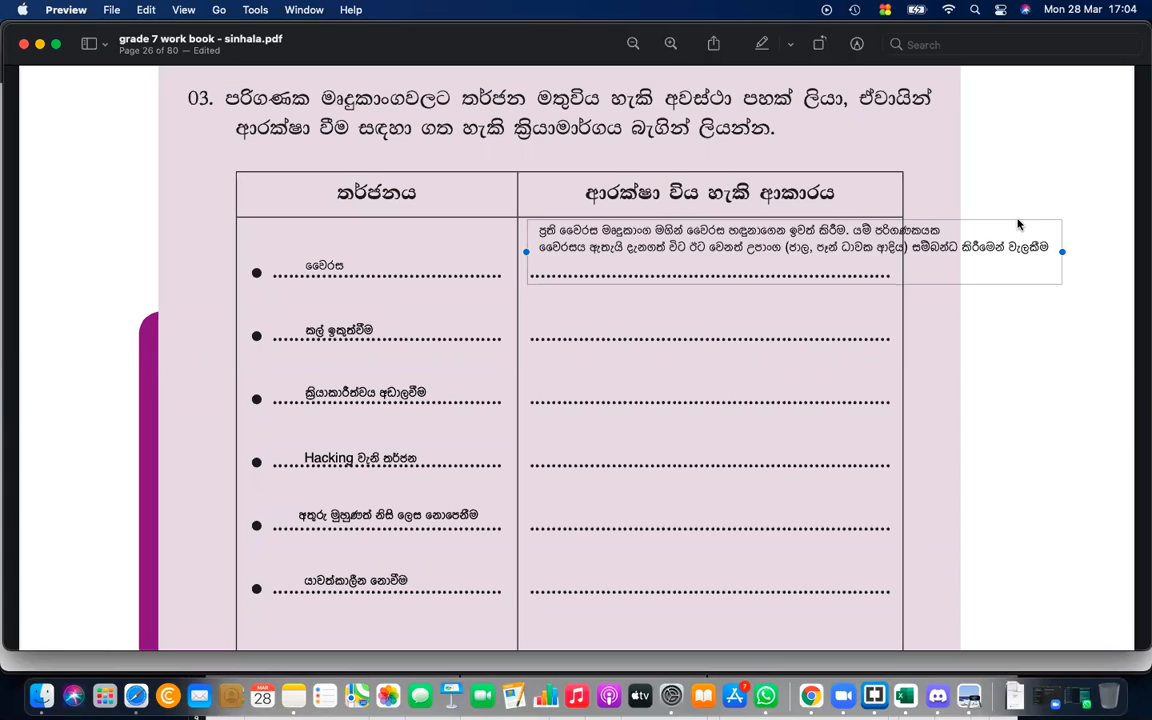 Preview File Edit View Go Tools Window Help Mon 28 Mar 17:04
grade 7 work book - sinhala.pdf
Page 26 of 80 — Edited
Search
03. පරිගණක මෘදුකාංගවලට තර්ජන මතුවිය හැකි අවස්ථා පහක් ලියා, ඒවායින්
ආරක්ෂා වීම සඳහා ගත හැකි ක්‍රියාමාර්ගය බැගින් ලියන්න.
තර්ජනය ආරක්ෂා විය හැකි ආකාරය
ප්‍රති වෛරස මෘදුකාංග මගින් වෛරස හඳුනාගෙන ඉවත් කිරීම. යම් පරිගණකයක
වෛරසය ඇතැයි දැනගත් විට ඊට වෙනත් උපාංග (ජාල, පෑන් ධාවක ආදිය) සම්බන්ධ කිරීමෙන් වැලකීම
වෛරස
කල් ඉකුත්වීම
ක්‍රියාකාරීත්වය අඩාලවීම
Hacking වැනි තර්ජන
අතුරු මුහුණත් නිසි ලෙස නොපෙනීම
යාවත්කාලීන නොවීම
MAR
28
7